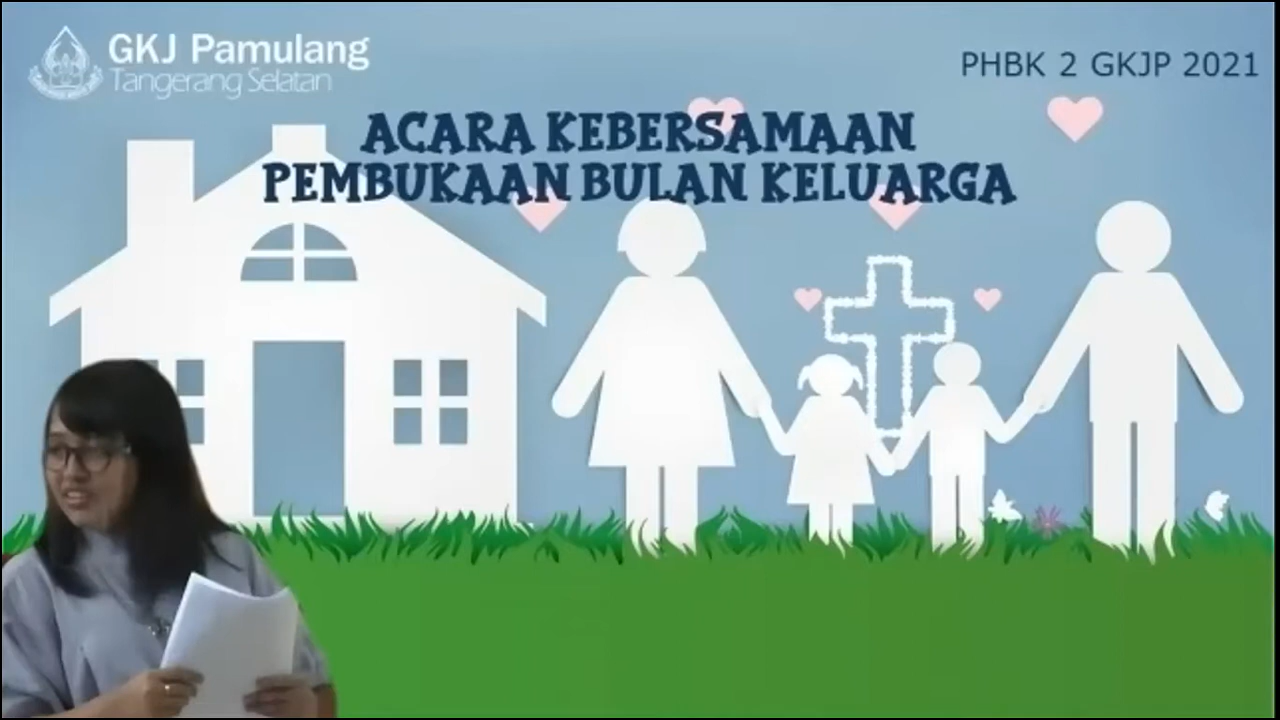 GKJ Pamulang
Tangerang Selatan
PHBK 2 GKJP 2021
ACARA KEBERSAMAAN
PEMBUKAAN BULAN KELUARGA